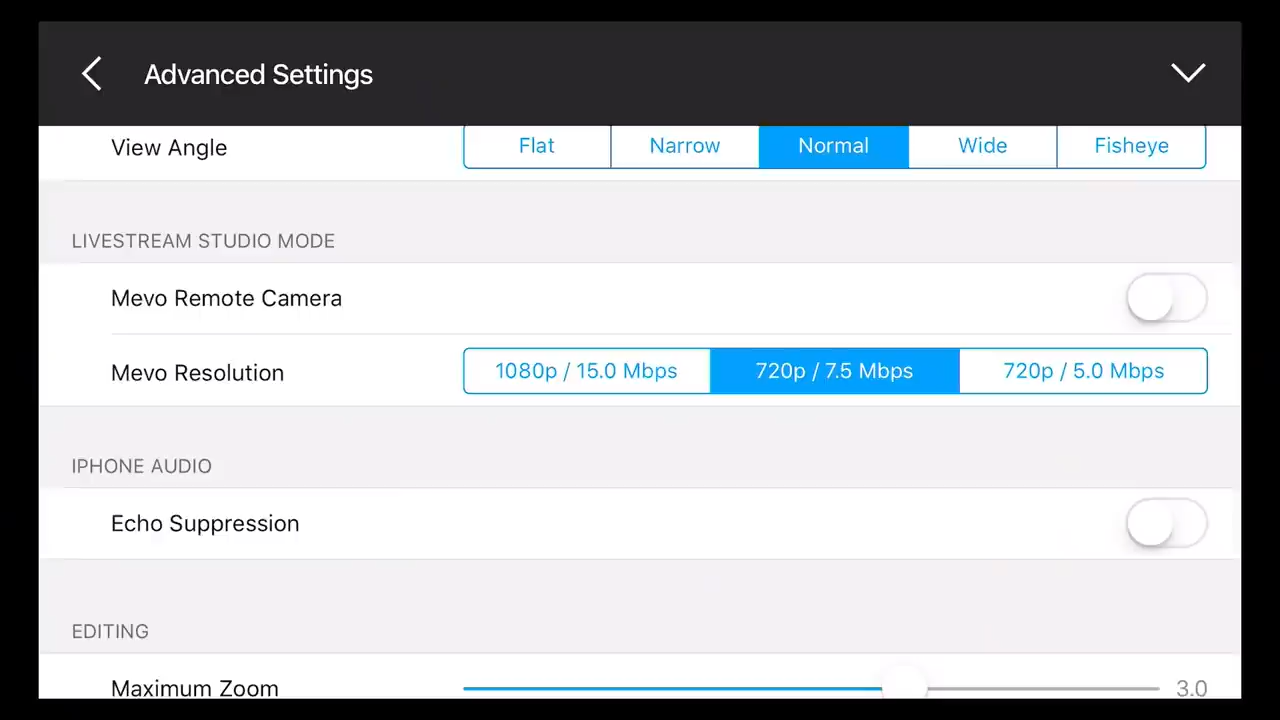 Advanced Settings
View Angle Flat Narrow Normal Wide Fisheye
LIVESTREAM STUDIO MODE
Mevo Remote Camera
Mevo Resolution 1080p / 15.0 Mbps 720p / 7.5 Mbps 720p / 5.0 Mbps
IPHONE AUDIO
Echo Suppression
EDITING
Maximum Zoom 3.0